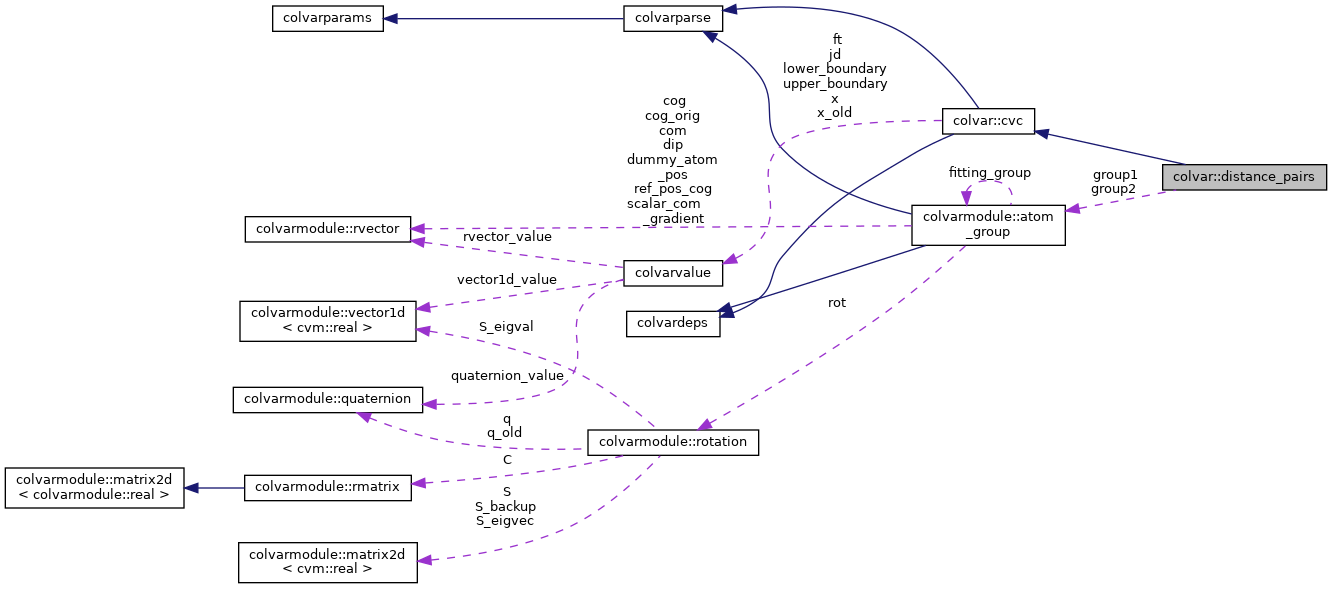 colvarparams
colvarparse
ft
jd
lower_boundary
upper_boundary
x
x_old
cog
cog_orig
com
dip
dummy_atom
_pos
ref_pos_cog
scalar_com
_gradient
colvar::cvc
colvar::distance_pairs
fitting_group
group1
group2
colvarmodule::atom
_group
colvarmodule::rvector
rvector_value
colvarvalue
vector1d_value
colvarmodule::vector1d
< cvm::real >
colvardeps
rot
S_eigval
quaternion_value
colvarmodule::quaternion
q
q_old
colvarmodule::rotation
C
colvarmodule::matrix2d
< colvarmodule::real >
colvarmodule::rmatrix
S
S_backup
S_eigvec
colvarmodule::matrix2d
< cvm::real >